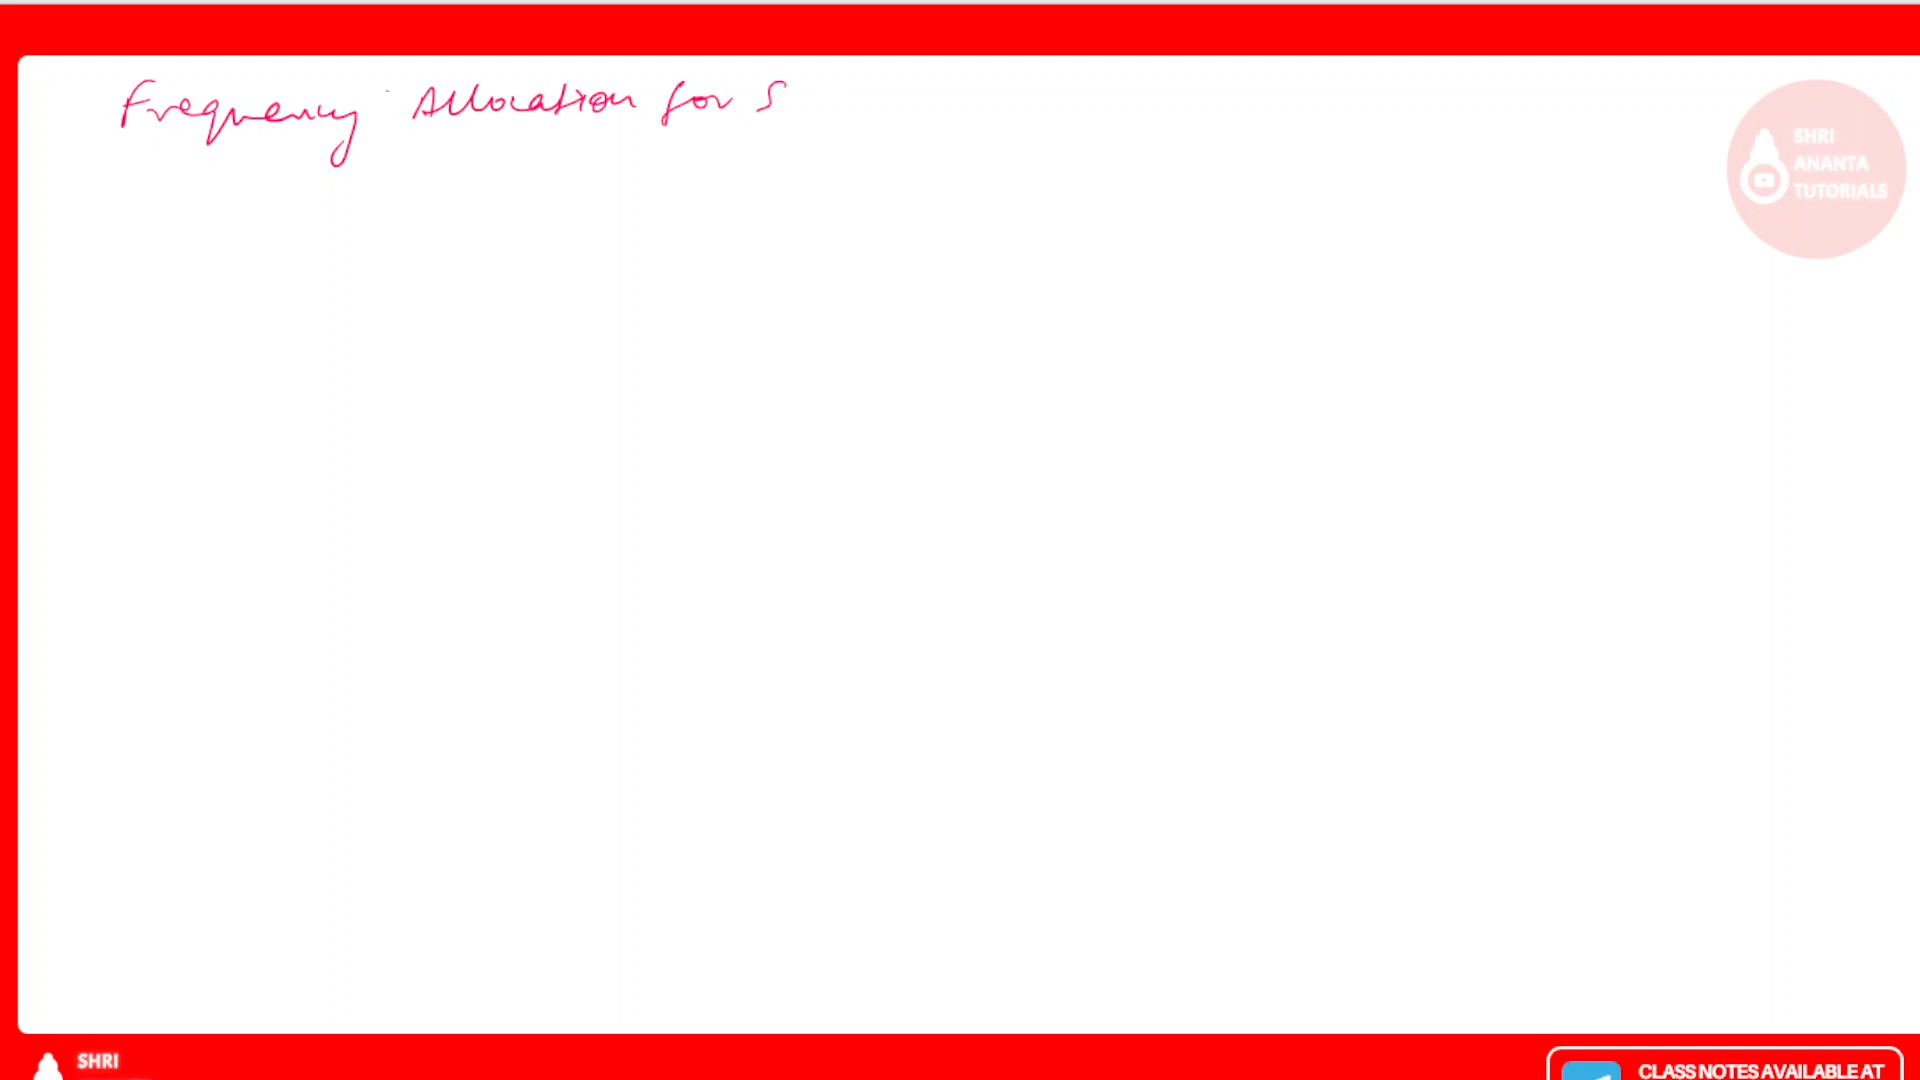 Frequency Allocation for S
SHRI
ANANTA
TUTORIALS
SHRI
CLASS NOTES AVAILABLE AT